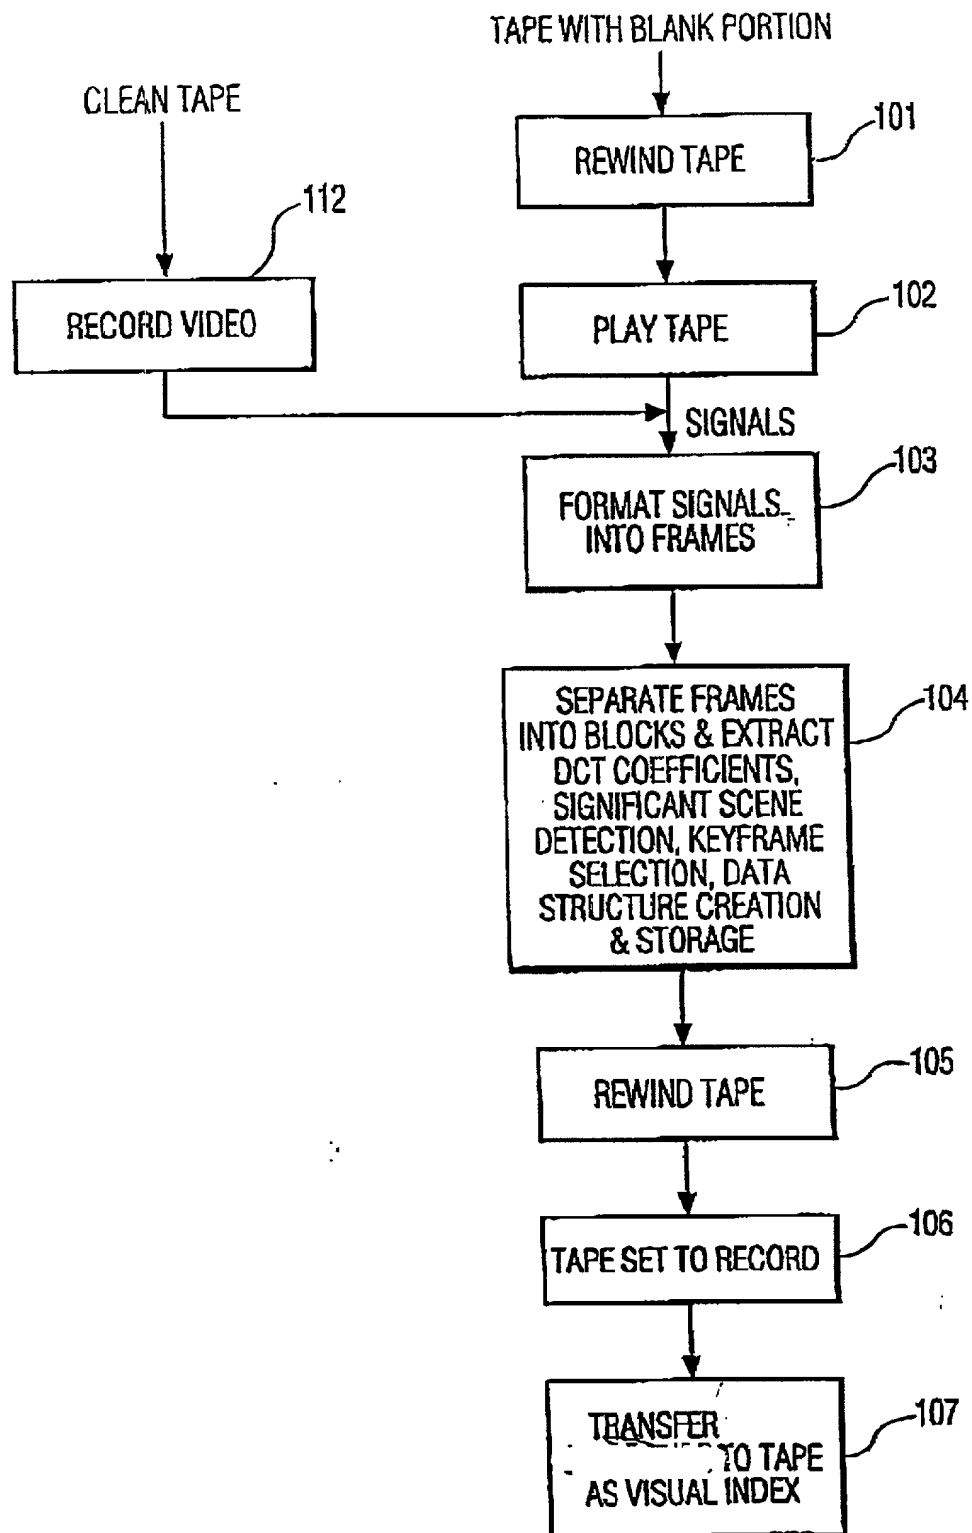 TAPE WITH BLANK PORTION
CLEAN TAPE
101
REWIND TAPE
112
102
RECORD VIDEO
PLAY TAPE
SIGNALS
103
FORMAT SIGNALS
INTO FRAMES
104
SEPARATE FRAMES
INTO BLOCKS & EXTRACT
DCT COEFFICIENTS,
SIGNIFICANT SCENE
DETECTION, KEYFRAME
SELECTION, DATA
STRUCTURE CREATION
& STORAGE
105
REWIND TAPE
106
TAPE SET TO RECORD
107
TRANSFER
TO TAPE
AS VISUAL INDEX